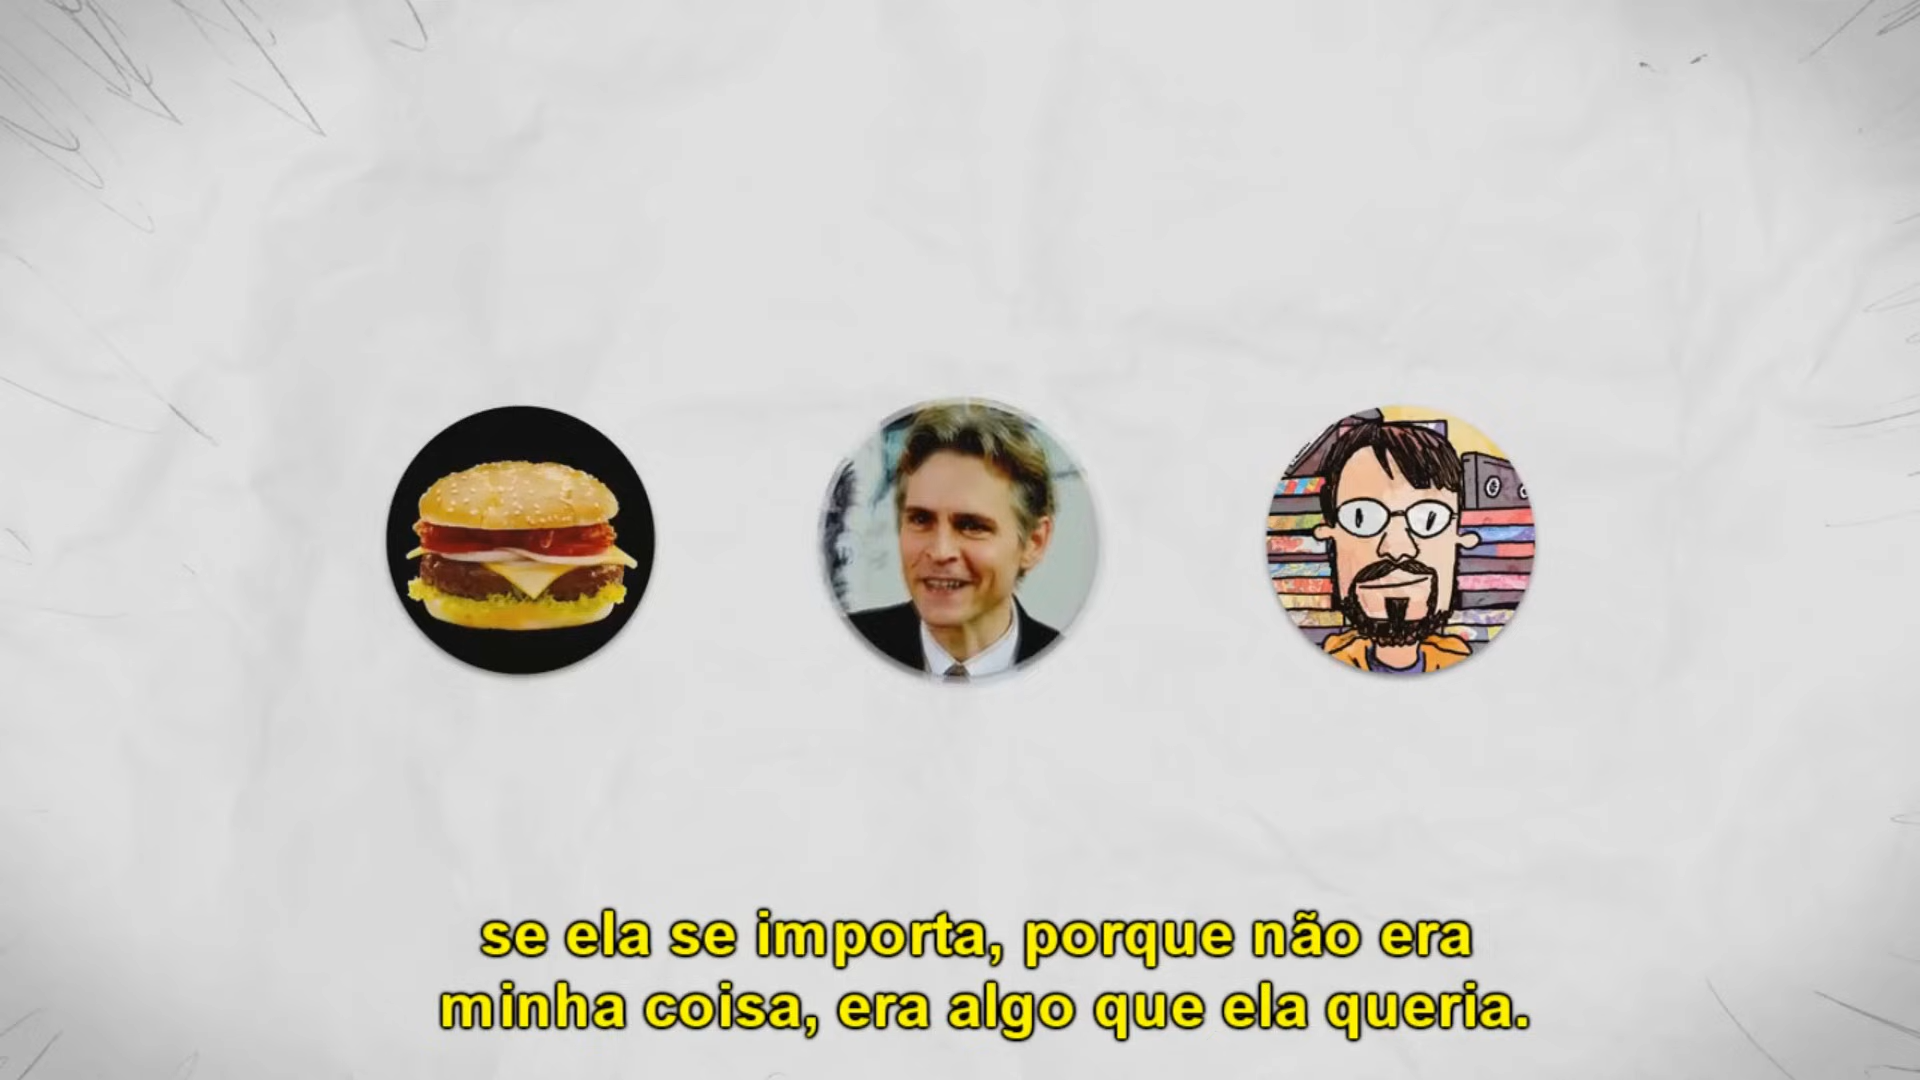 se ela se importa, porque não era
minha coisa, era algo que ela queria.